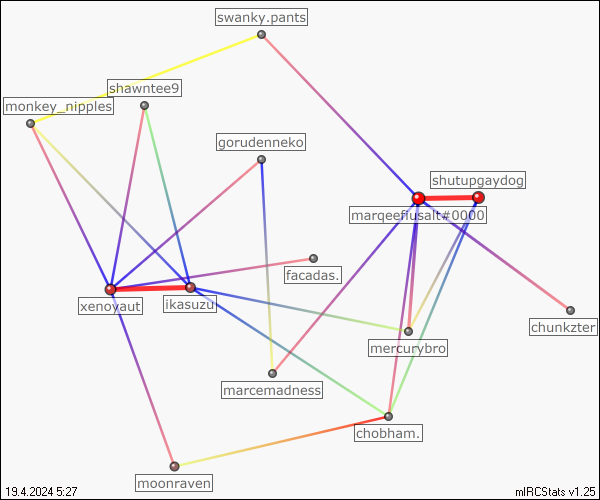 swanky.pants
shawntee9
monkey_nipples
gorudenneko
shutupgaydog
marqeeflusalt#0000
facadas.
xenoyaut
ikasuzu
chunkzter
mercurybro
marcemadness
chobham.
moonraven
19.4.2024 5:27
mIRCStats v1.25